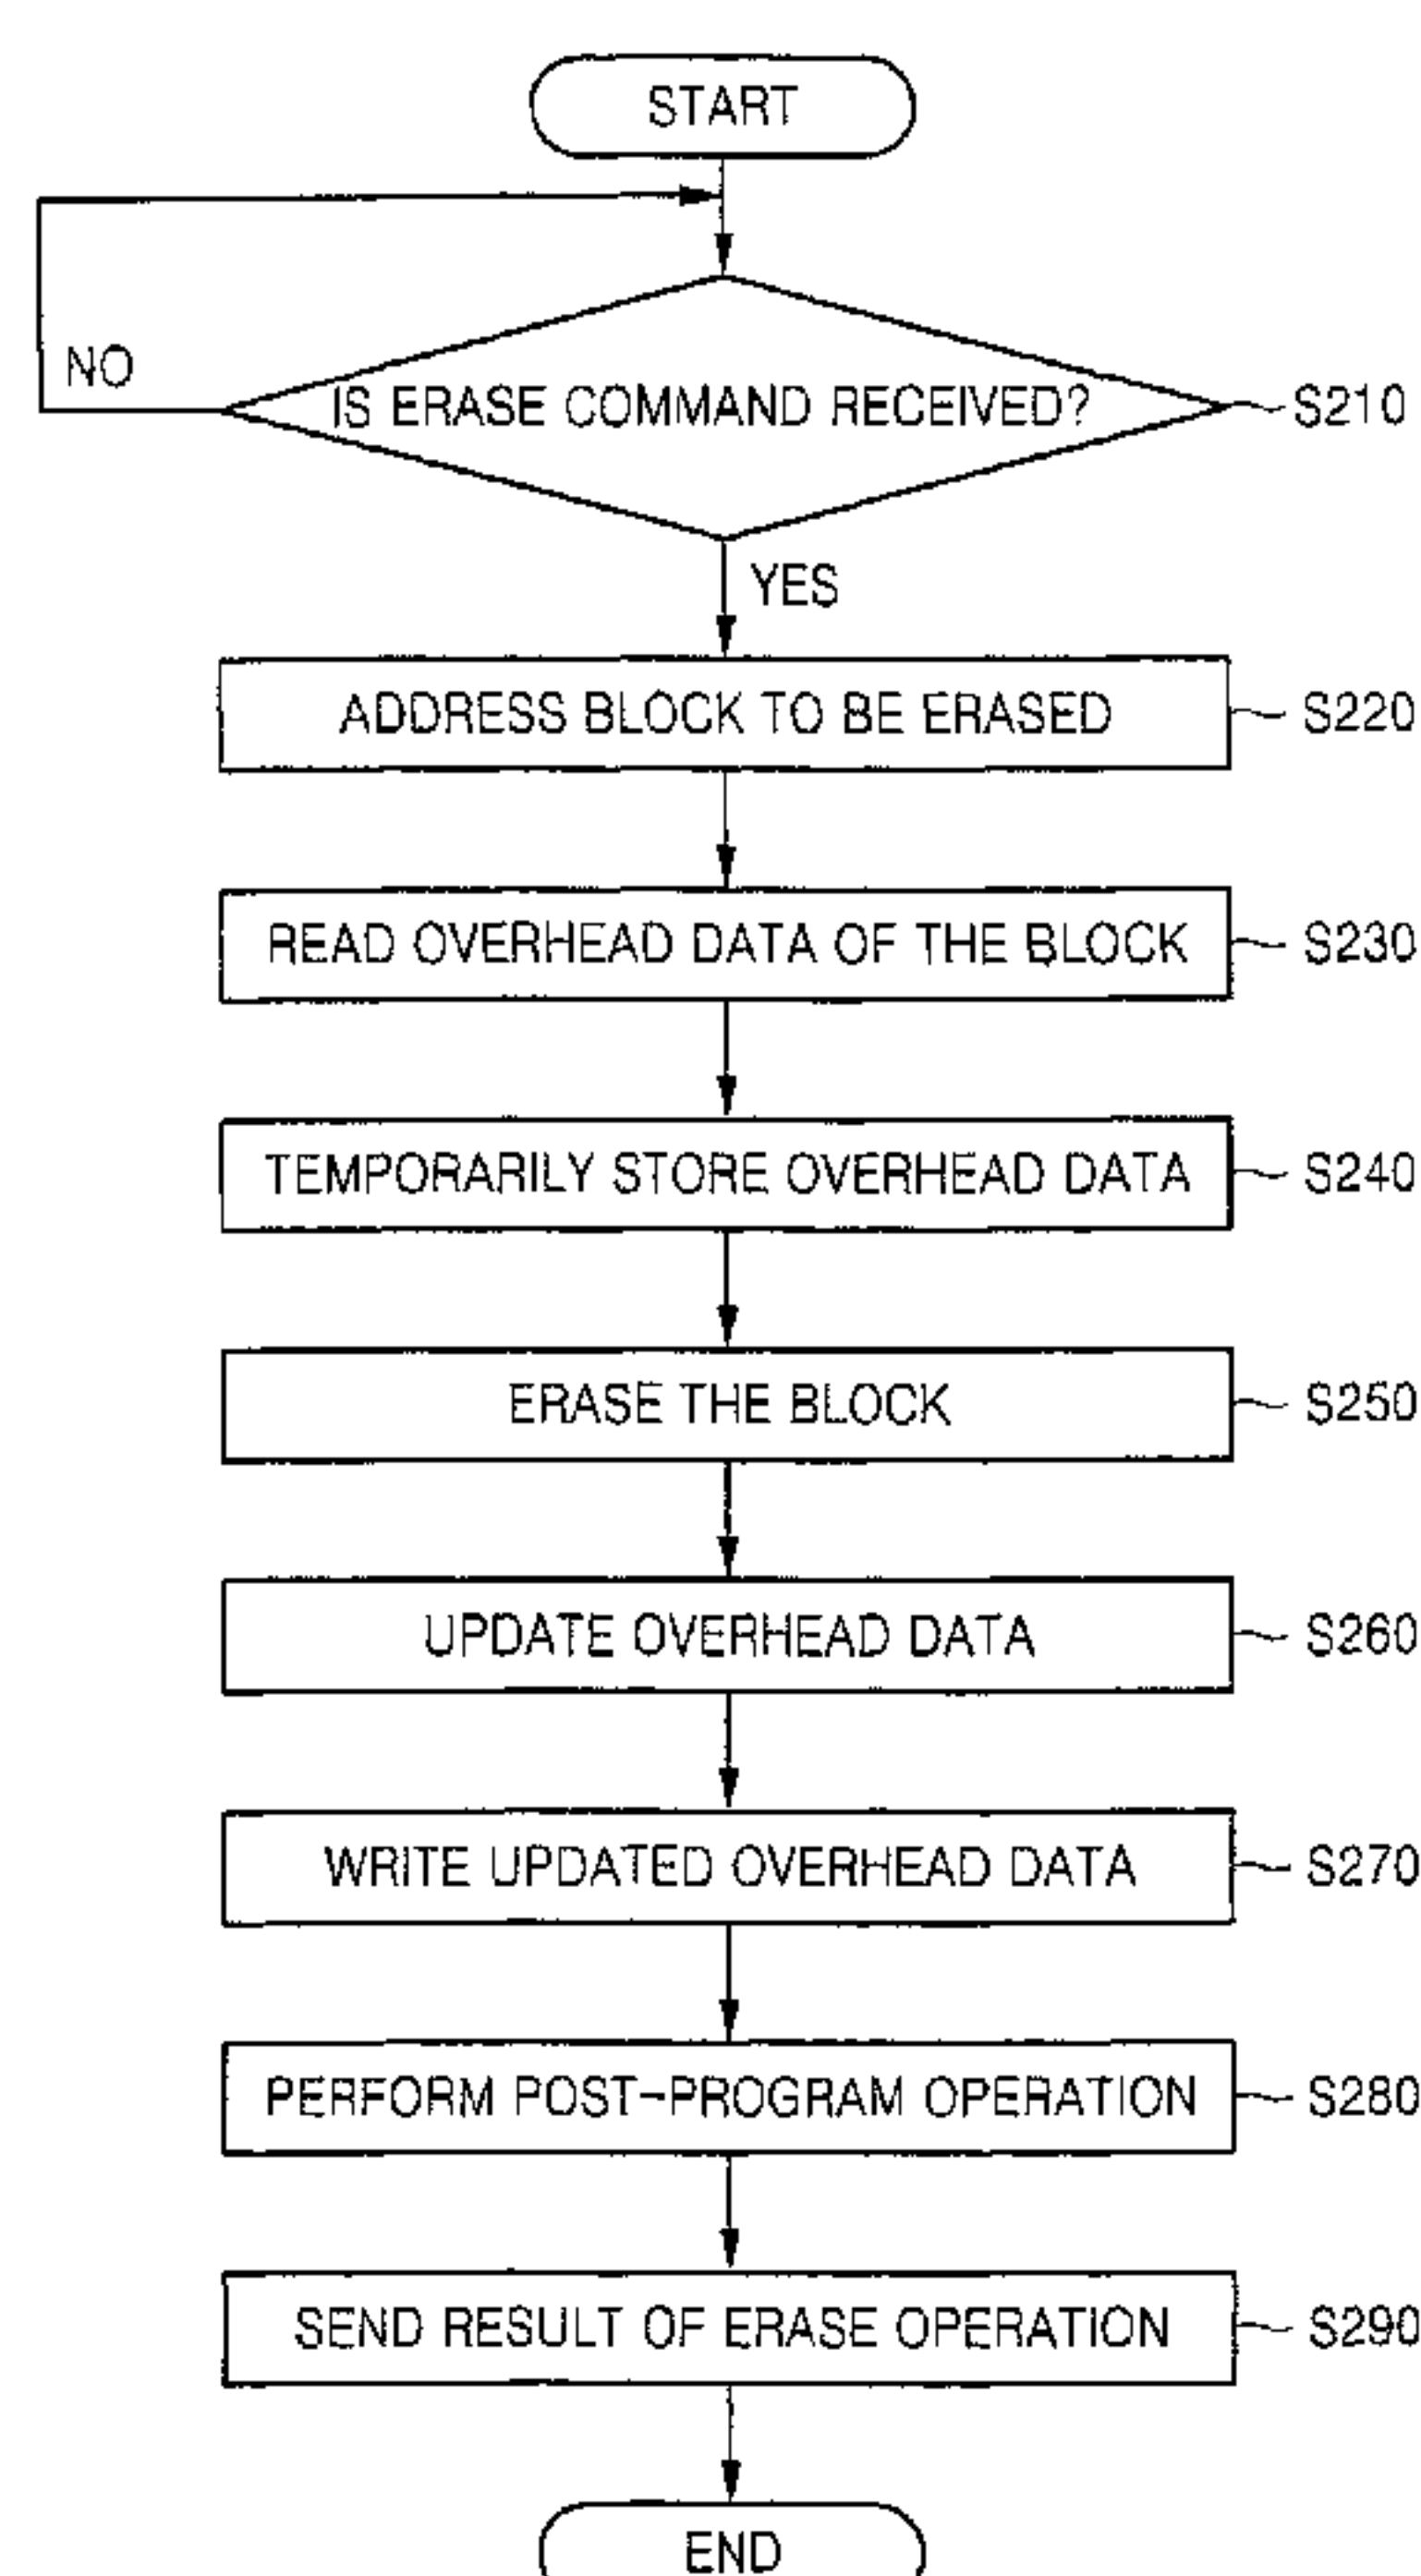 START
NO
IS ERASE COMMAND RECEIVED?
S210
YES
ADDRESS BLOCK TO BE ERASED
S220
READ OVERHEAD DATA OF THE BLOCK
S230
TEMPORARILY STORE OVERHEAD DATA
S240
ERASE THE BLOCK
S250
UPDATE OVERHEAD DATA
S260
WRITE UPDATED OVERHEAD DATA
S270
PERFORM POST-PROGRAM OPERATION
S280
SEND RESULT OF ERASE OPERATION
S290
END